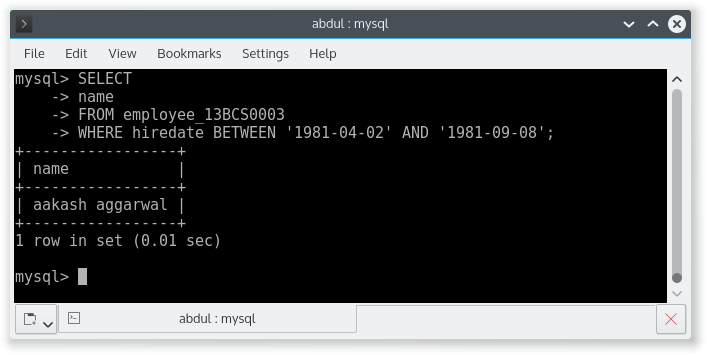 abdul : mysql
File Edit View Bookmarks Settings Help
mysql> SELECT
    -> name
    -> FROM employee_13BCS0003
    -> WHERE hiredate BETWEEN '1981-04-02' AND '1981-09-08';
+-----------------+
| name            |
+-----------------+
| aakash aggarwal |
+-----------------+
1 row in set (0.01 sec)

mysql>
abdul : mysql